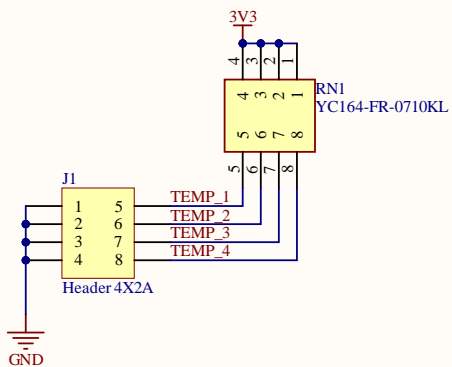 3V3
4 3 2 1
4 3 2 1
RN1
YC164-FR-0710KL
5 6 7 8
5 6 7 8
J1
1 5 TEMP_1
2 6 TEMP_2
3 7 TEMP_3
4 8 TEMP_4
Header 4X2A
GND